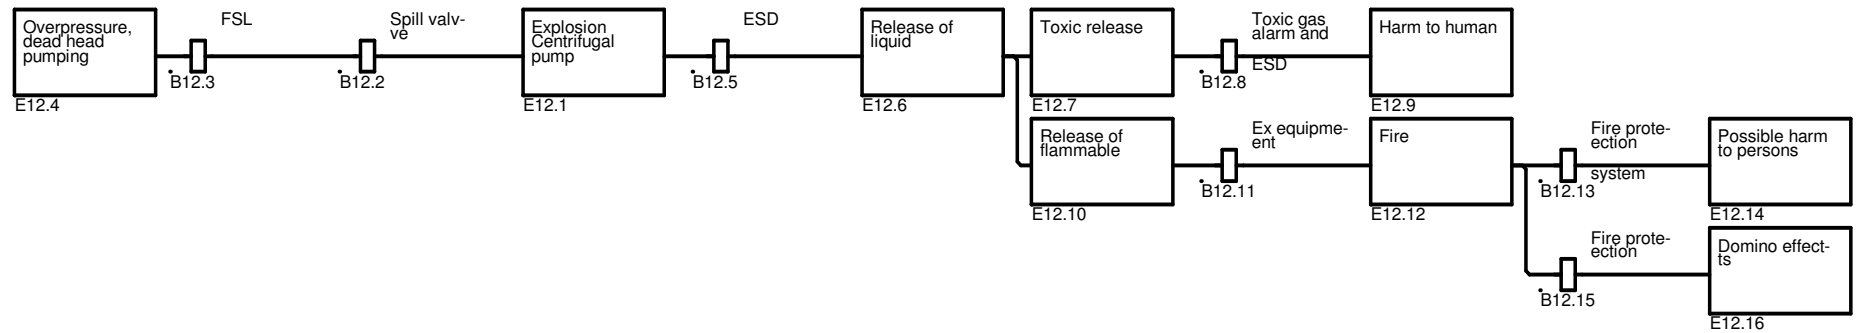 Overpressure,
dead head
pumping
E12.4
FSL
B12.3
Spill valv-
ve
B12.2
Explosion
Centrifugal
pump
E12.1
ESD
B12.5
Release of
liquid
E12.6
Toxic release
E12.7
Toxic gas
alarm and
ESD
B12.8
Harm to human
E12.9
Release of
flammable
E12.10
Ex equipme-
ent
B12.11
Fire
E12.12
Fire prote-
ection
system
B12.13
Possible harm
to persons
E12.14
Fire prote-
ection
B12.15
Domino effect-
ts
E12.16